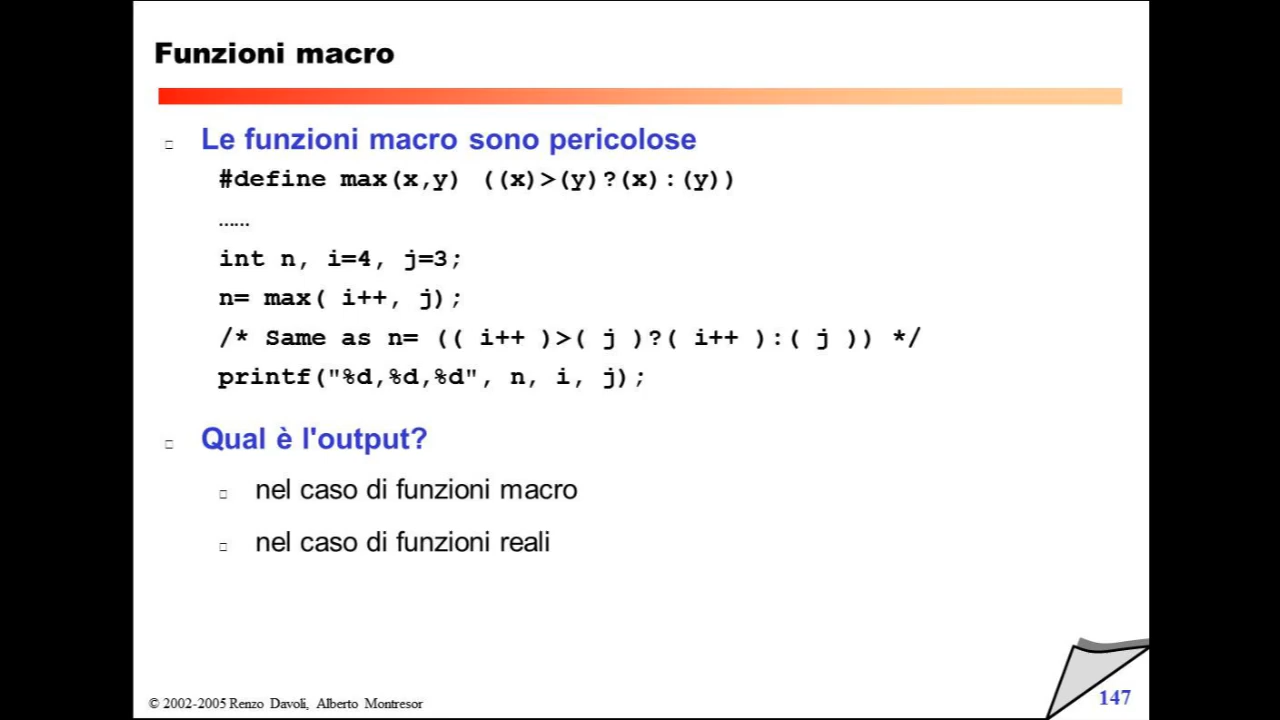 Funzioni macro
Le funzioni macro sono pericolose
#define max(x,y) ((x)>(y)?(x):(y))
……
int n, i=4, j=3;
n= max( i++, j);
/* Same as n= (( i++ )>( j )?( i++ ):( j )) */
printf("%d,%d,%d", n, i, j);
Qual è l'output?
nel caso di funzioni macro
nel caso di funzioni reali
© 2002-2005 Renzo Davoli, Alberto Montresor
147